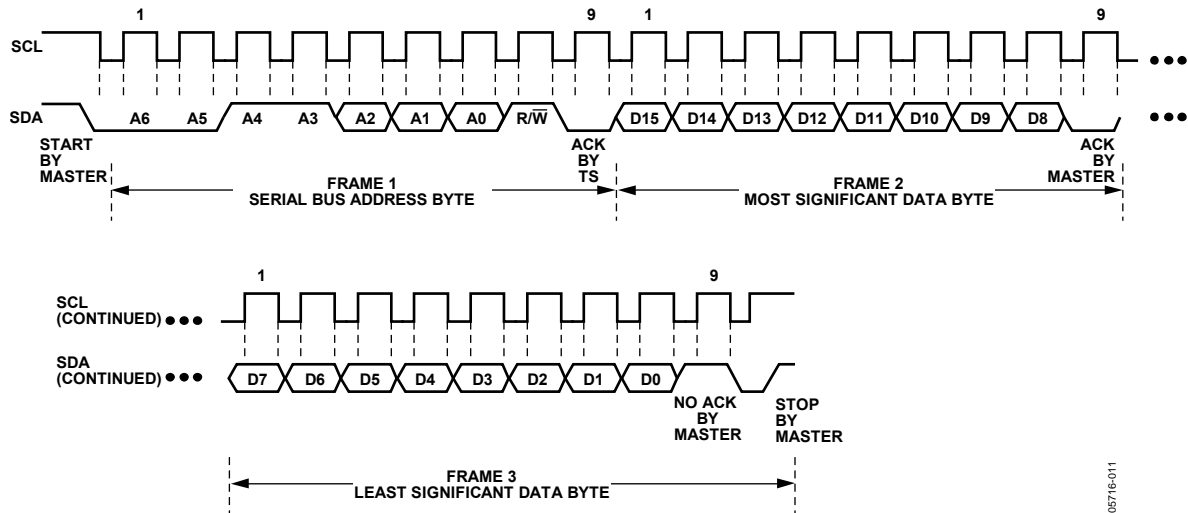 1 9 1 9
SCL
SDA A6 A5 A4 A3 A2 A1 A0 R/W̅ D15 D14 D13 D12 D11 D10 D9 D8
START
BY
MASTER
ACK
BY
TS
ACK
BY
MASTER
FRAME 1
SERIAL BUS ADDRESS BYTE
FRAME 2
MOST SIGNIFICANT DATA BYTE
1 9
SCL
(CONTINUED)
SDA
(CONTINUED) D7 D6 D5 D4 D3 D2 D1 D0
NO ACK
BY
MASTER
STOP
BY
MASTER
FRAME 3
LEAST SIGNIFICANT DATA BYTE
05716-011